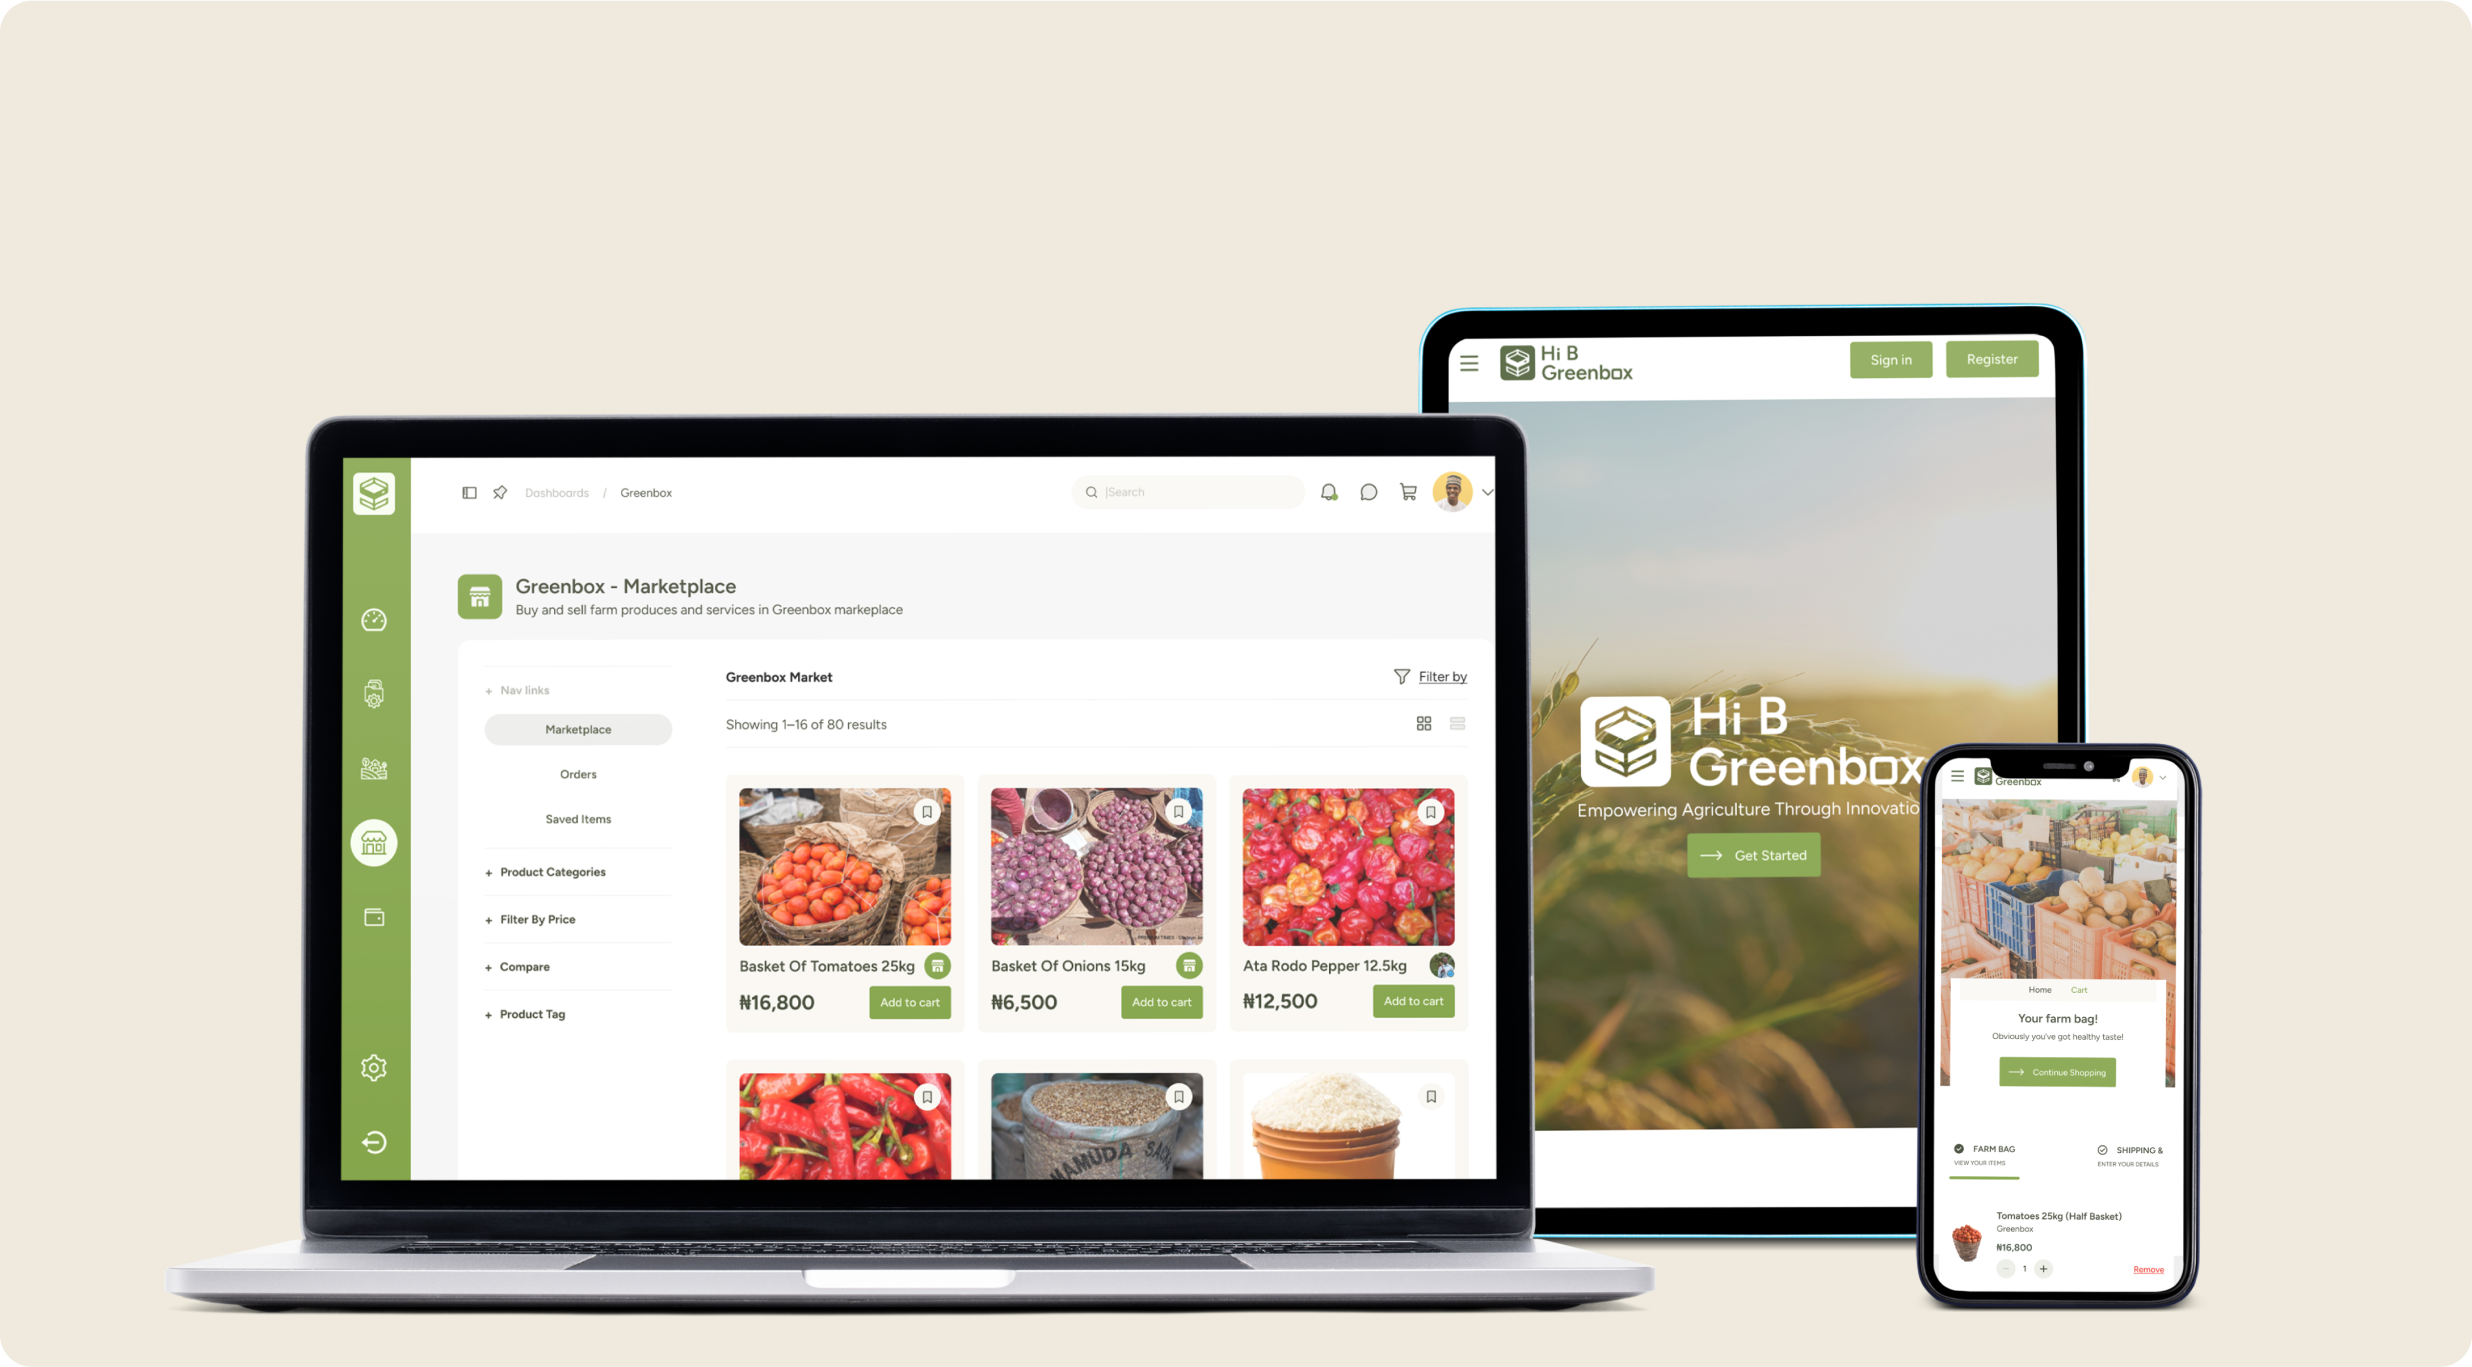 Dashboards / Greenbox
Search
Greenbox - Marketplace
Buy and sell farm produces and services in Greenbox markeplace
+ Nav links
Marketplace
Orders
Saved Items
+ Product Categories
+ Filter By Price
+ Compare
+ Product Tag
Greenbox Market
Filter by
Showing 1–16 of 80 results
Basket Of Tomatoes 25kg
₦16,800
Add to cart
Basket Of Onions 15kg
₦6,500
Add to cart
Ata Rodo Pepper 12.5kg
₦12,500
Add to cart
MAMUDA
Hi B
Greenbox
Sign in
Register
Hi B
Greenbox
Empowering Agriculture Through Innovatio
Get Started
Greenbox
Home
Cart
Your farm bag!
Obviously you've got healthy taste!
Continue Shopping
FARM BAG
VIEW YOUR ITEMS
SHIPPING &
ENTER YOUR DETAILS
Tomatoes 25kg (Half Basket)
Greenbox
₦16,800
1
Remove